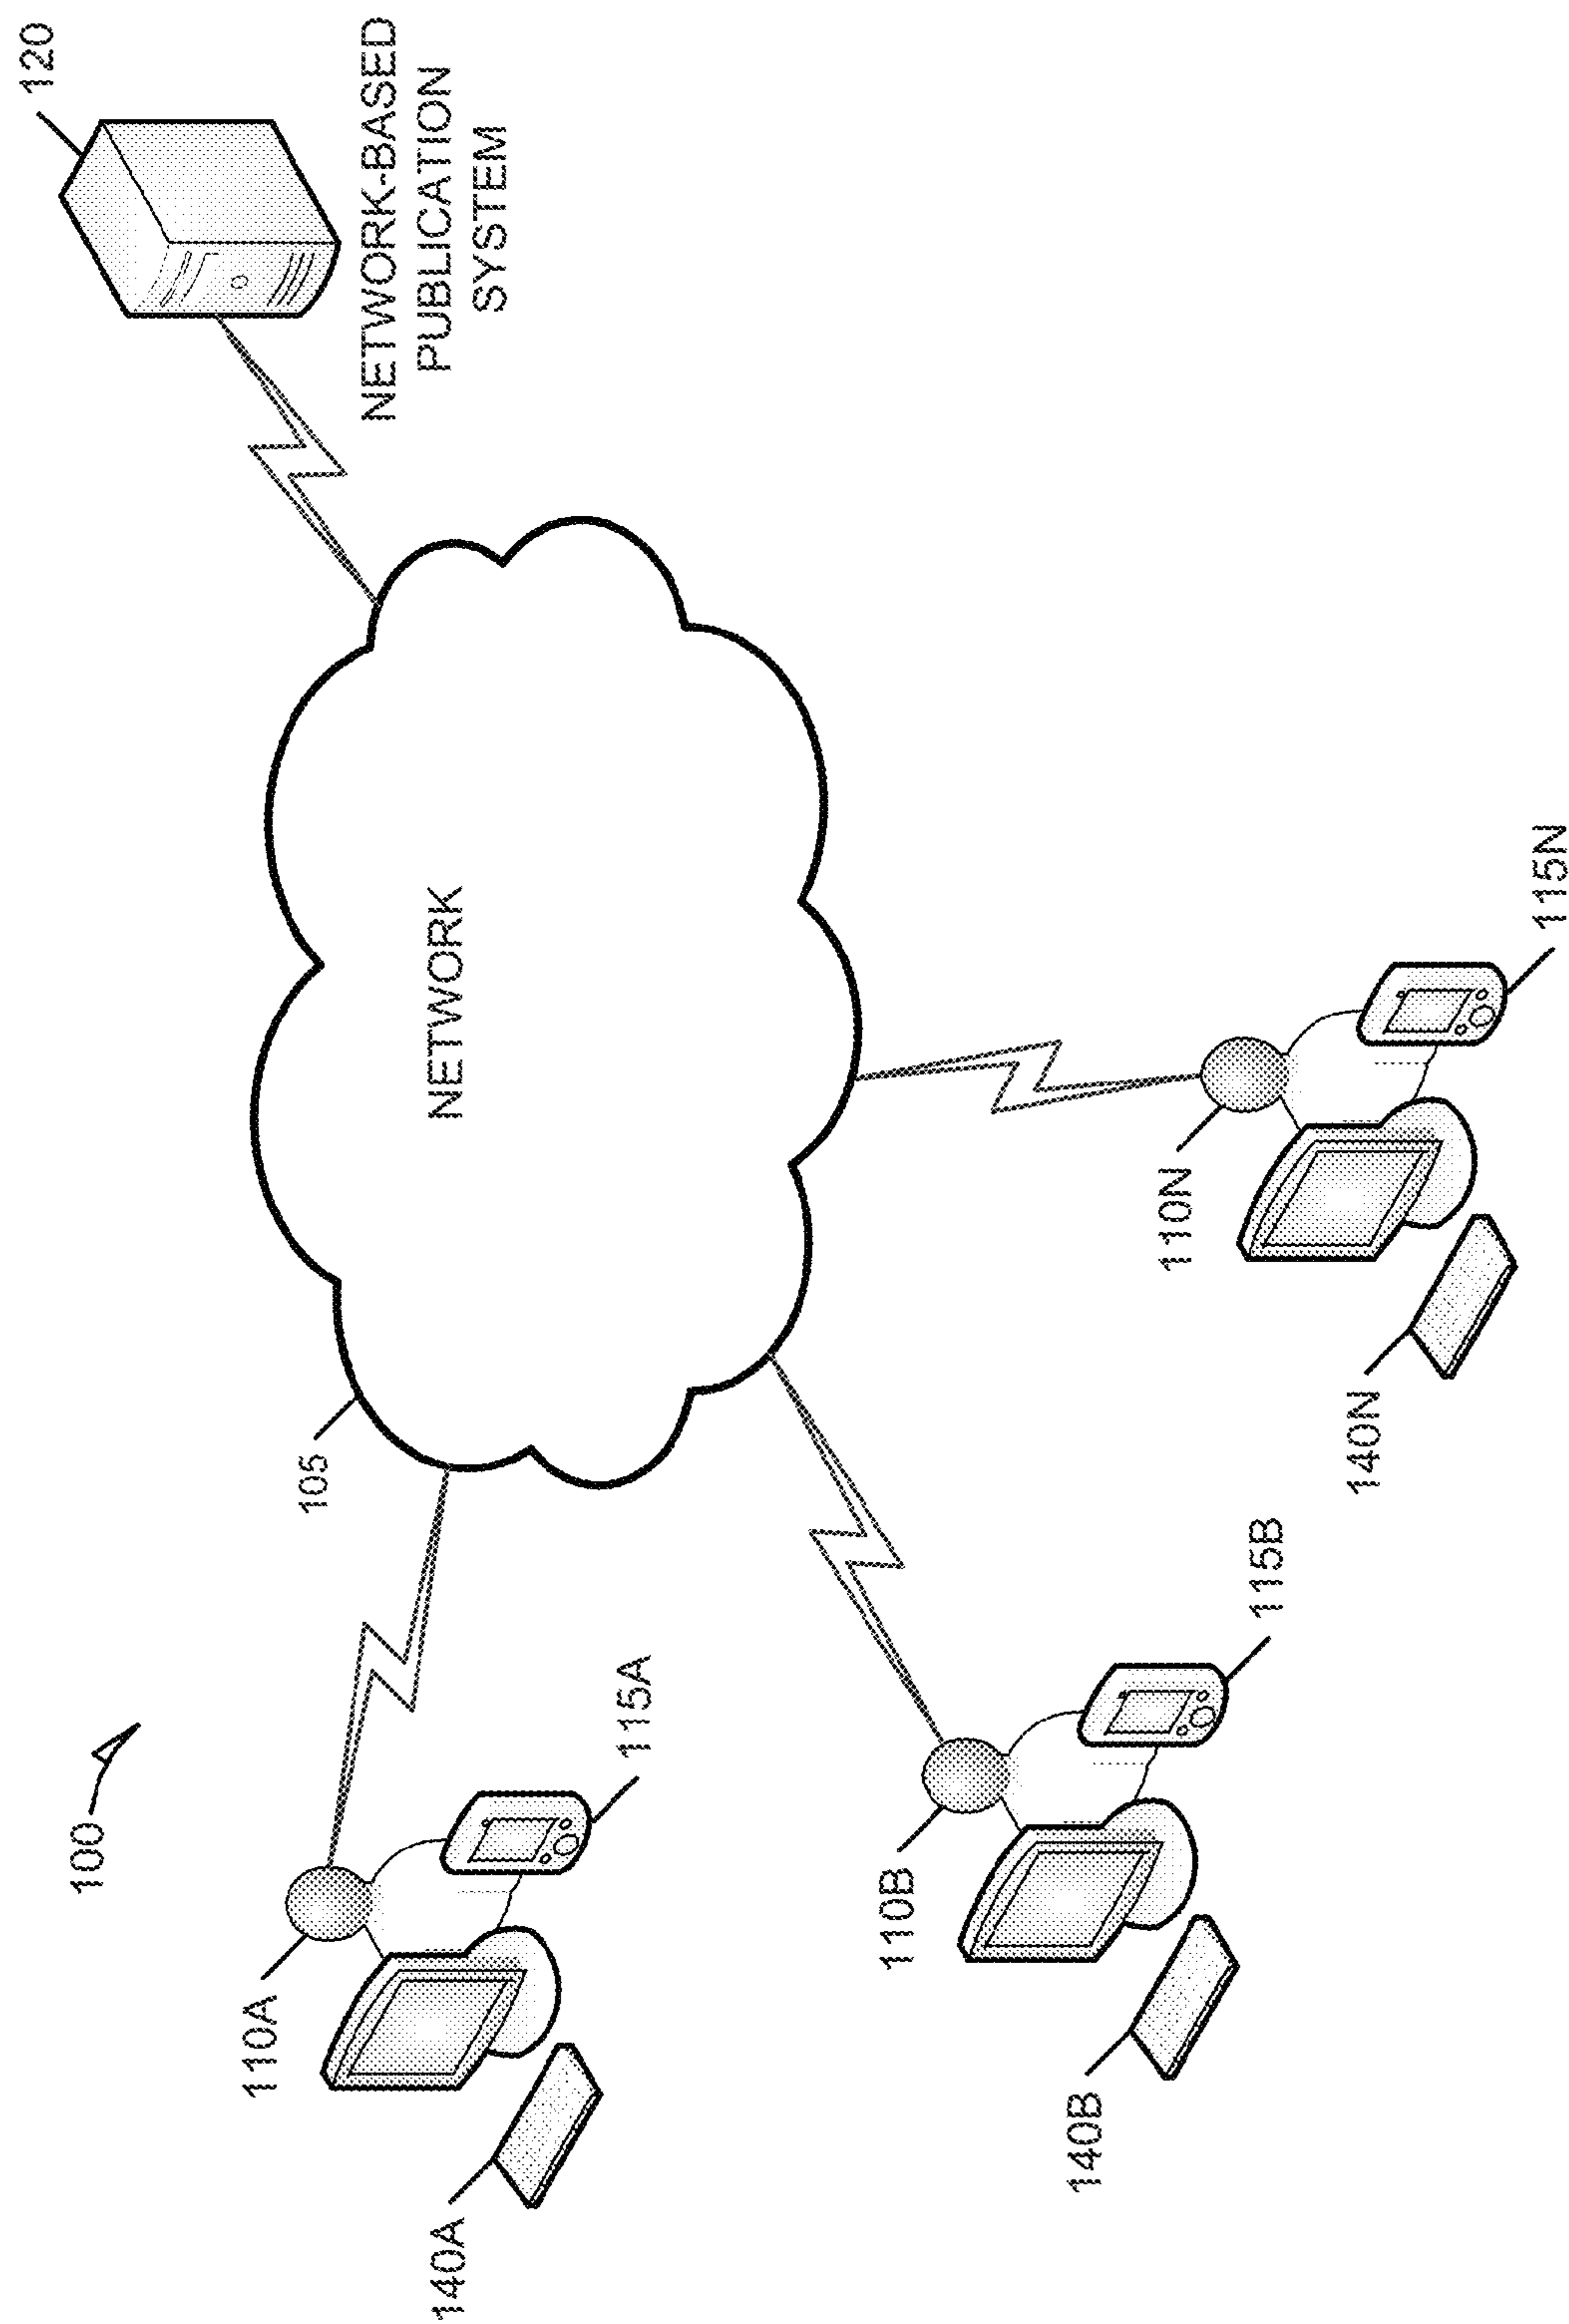 100
110A
115A
140A
105
NETWORK
120
NETWORK-BASED
PUBLICATION
SYSTEM
110B
115B
140B
110N
115N
140N